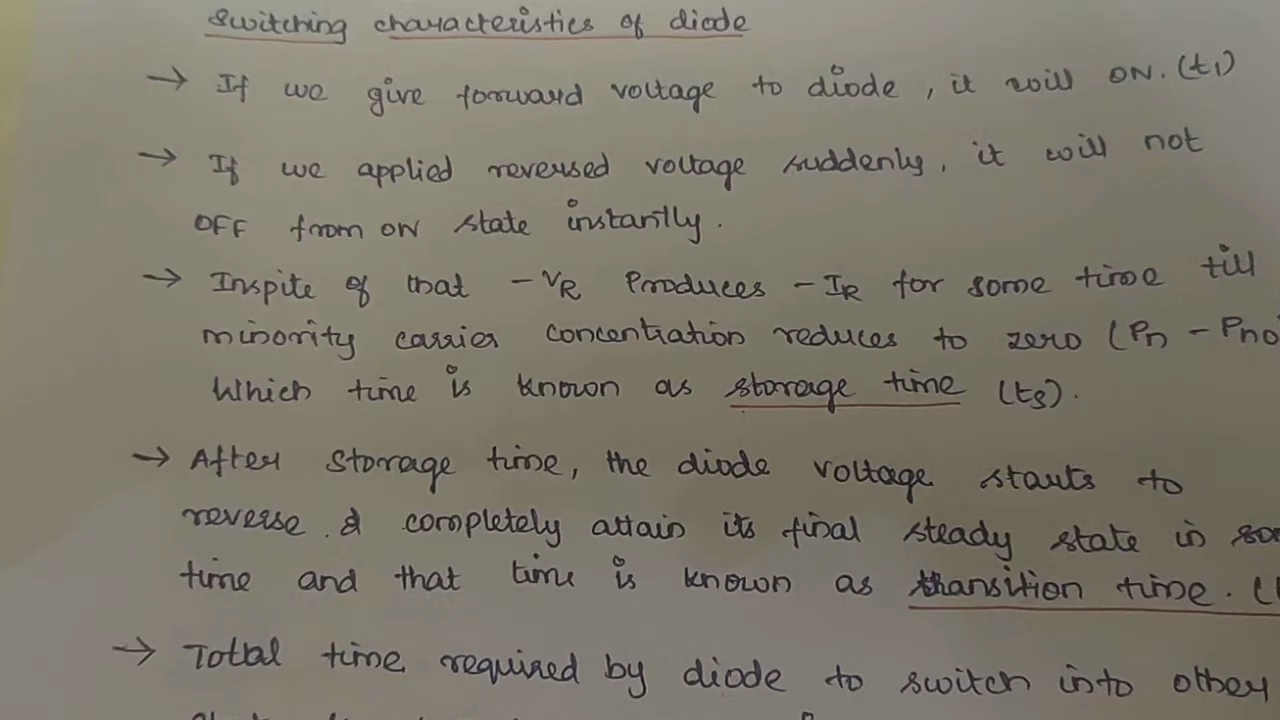 Switching characteristics of diode
→ If we give forward voltage to diode, it will ON. (t1)
→ If we applied reversed voltage suddenly, it will not
OFF from ON state instantly.
→ Inspite of that -VR Produces -IR for some time till
minority carrier concentration reduces to zero (Pn - Pno
which time is known as storage time (ts).
→ After storage time, the diode voltage starts to
reverse & completely attain its final steady state in
time and that time is known as transition time. (
→ Total time required by diode to switch into other